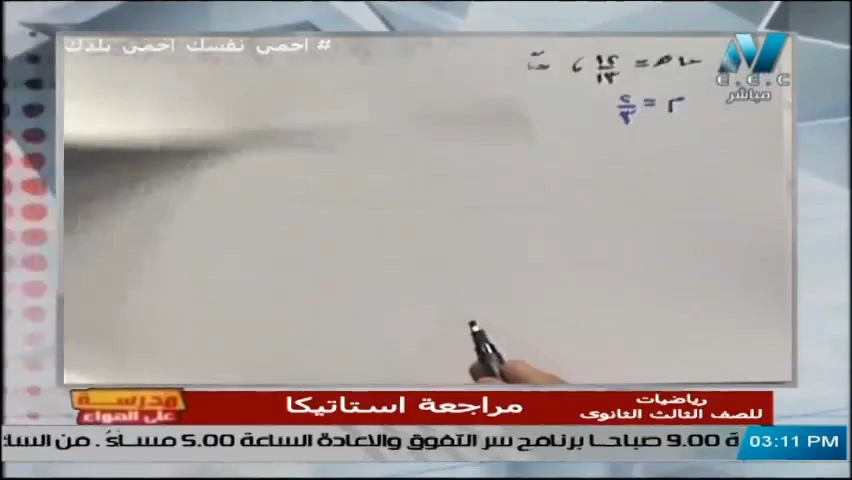 # احمي نفسك احمي بلدك
E.E.C
مباشر
مدرسة
على الهواء
مراجعة استاتيكا
رياضيات
للصف الثالث الثانوى
ة 9.00 صباحا برنامج سر التفوق والاعادة الساعة 5.00 مساءً . من السا
03:11 PM